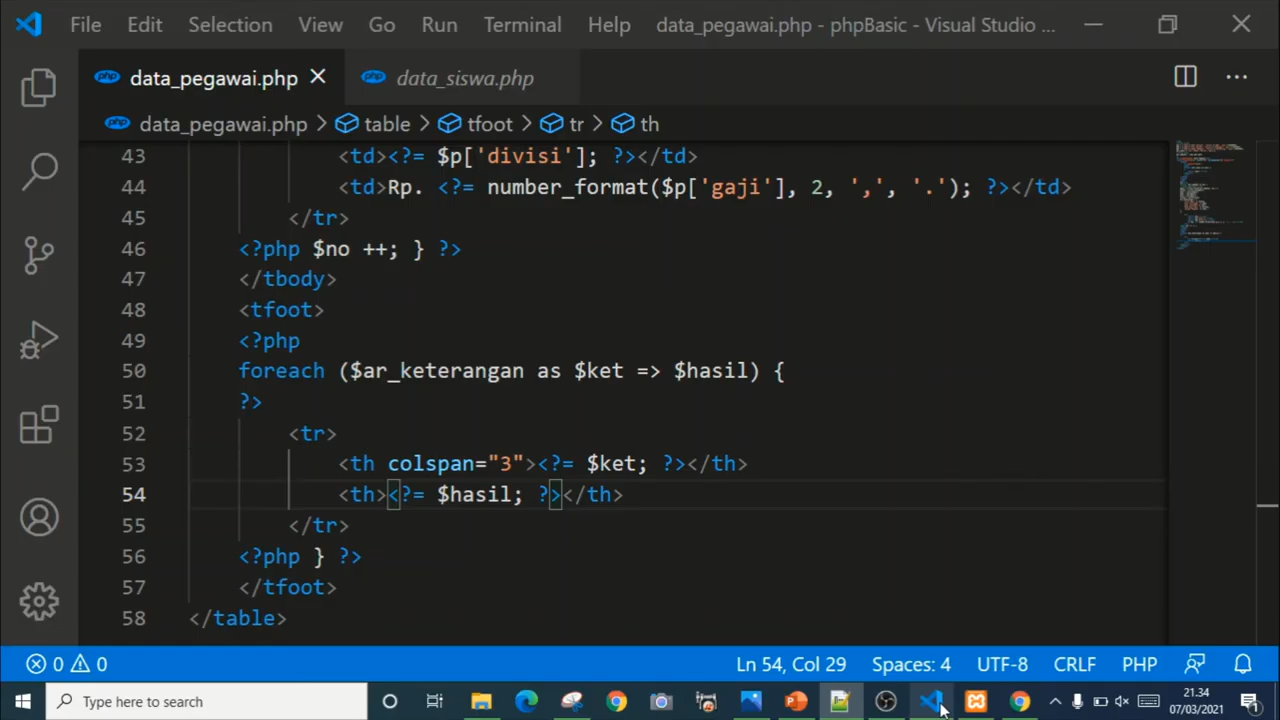 File Edit Selection View Go Run Terminal Help data_pegawai.php - phpBasic - Visual Studio ...
data_pegawai.php data_siswa.php
data_pegawai.php > table > tfoot > tr > th
43 <td><?= $p['divisi']; ?></td>
44 <td>Rp. <?= number_format($p['gaji'], 2, ',', '.'); ?></td>
45 </tr>
46 <?php $no ++; } ?>
47 </tbody>
48 <tfoot>
49 <?php
50 foreach ($ar_keterangan as $ket => $hasil) {
51 ?>
52 <tr>
53 <th colspan="3"><?= $ket; ?></th>
54 <th><?= $hasil; ?></th>
55 </tr>
56 <?php } ?>
57 </tfoot>
58 </table>
0 0 Ln 54, Col 29 Spaces: 4 UTF-8 CRLF PHP
Type here to search 21.34
07/03/2021 1